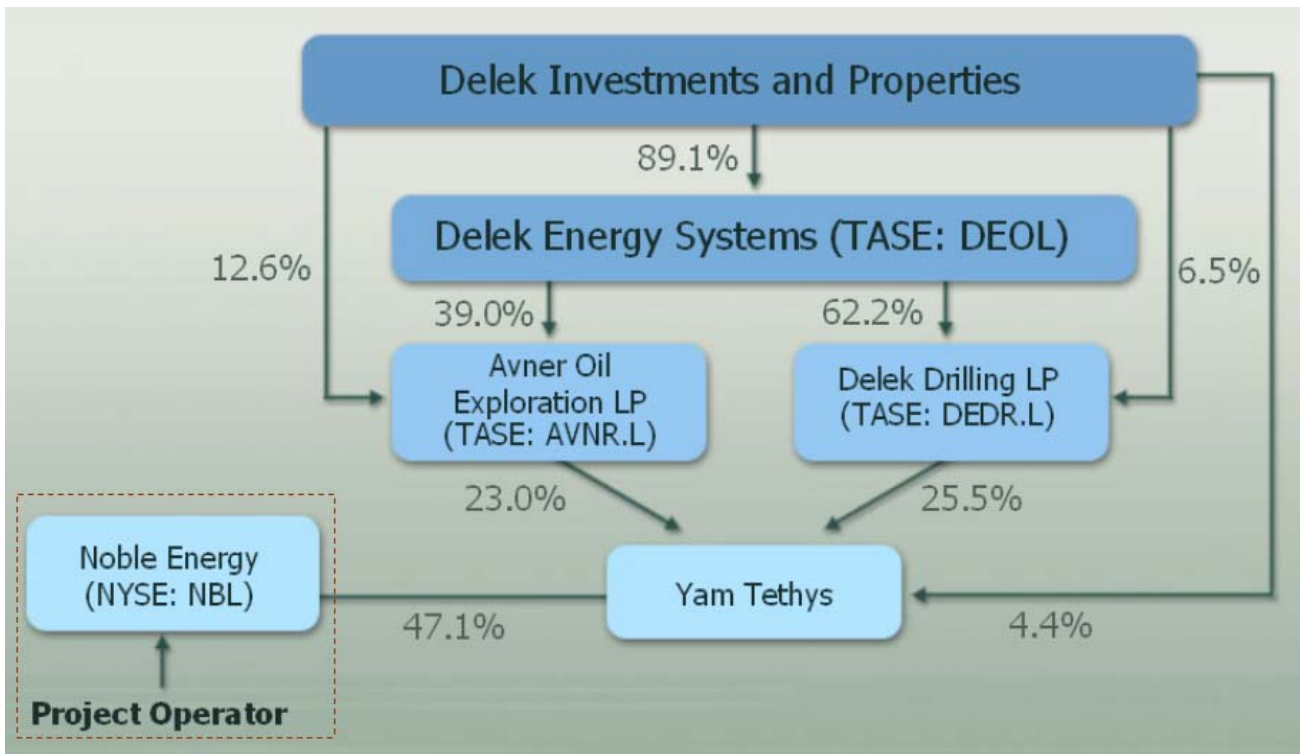 Delek Investments and Properties
89.1%
Delek Energy Systems (TASE: DEOL)
12.6%
6.5%
39.0%
62.2%
Avner Oil
Exploration LP
(TASE: AVNR.L)
Delek Drilling LP
(TASE: DEDR.L)
23.0%
25.5%
Noble Energy
(NYSE: NBL)
Yam Tethys
47.1%
4.4%
Project Operator